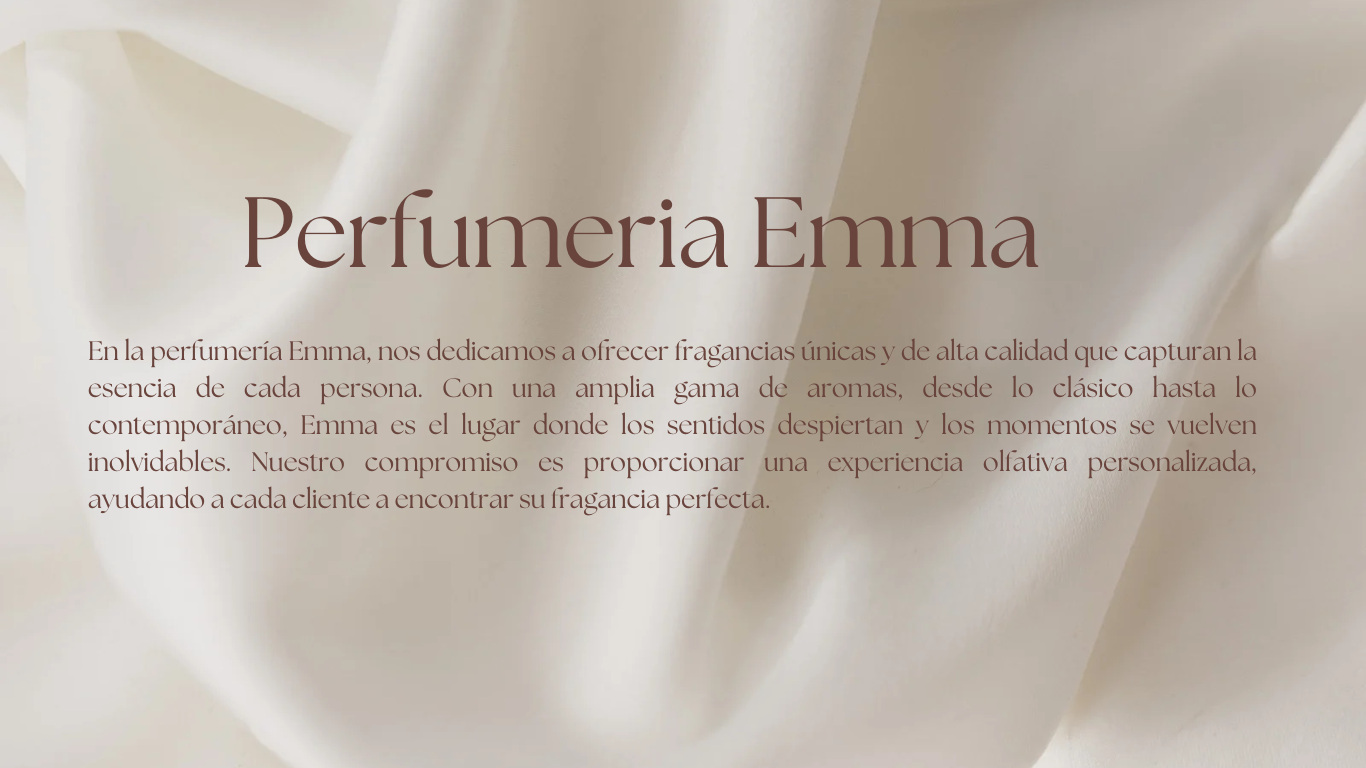 Perfumeria Emma
En la perfumería Emma, nos dedicamos a ofrecer fragancias únicas y de alta calidad que capturan la
esencia de cada persona. Con una amplia gama de aromas, desde lo clásico hasta lo
contemporáneo, Emma es el lugar donde los sentidos despiertan y los momentos se vuelven
inolvidables. Nuestro compromiso es proporcionar una experiencia olfativa personalizada,
ayudando a cada cliente a encontrar su fragancia perfecta.